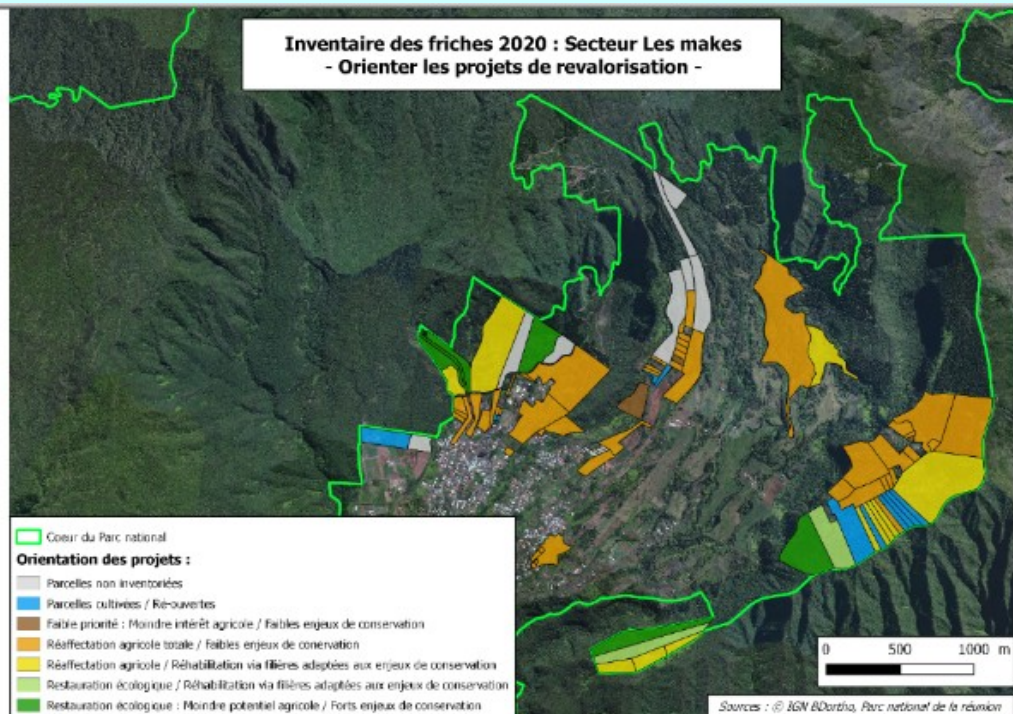 Inventaire des friches 2020 : Secteur Les makes
- Orienter les projets de revalorisation -
Coeur du Parc national
Orientation des projets :
Parcelles non inventoriées
Parcelles cultivées / Ré-ouvertes
Faible priorité : Moindre intérêt agricole / Faibles enjeux de conservation
Réaffectation agricole totale / Faibles enjeux de conservation
Réaffectation agricole / Réhabilitation via filières adaptées aux enjeux de conservation
Restauration écologique / Réhabilitation via filières adaptées aux enjeux de conservation
Restauration écologique : Moindre potentiel agricole / Forts enjeux de conservation
0 500 1000 m
Sources : © IGN BDortho, Parc national de la réunion